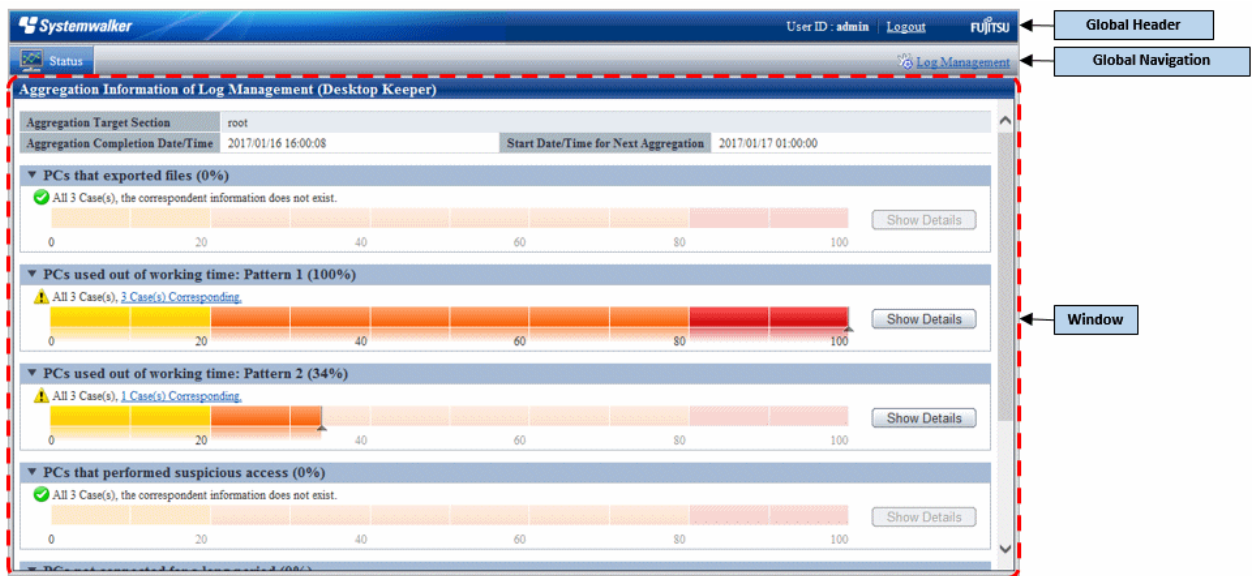 Systemwalker
User ID : admin Logout FUJITSU
Global Header
Status
Log Management
Global Navigation
Aggregation Information of Log Management (Desktop Keeper)
Aggregation Target Section root
Aggregation Completion Date/Time 2017/01/16 16:00:08 Start Date/Time for Next Aggregation 2017/01/17 01:00:00
PCs that exported files (0%)
All 3 Case(s), the correspondent information does not exist.
Show Details
0 20 40 60 80 100
PCs used out of working time: Pattern 1 (100%)
All 3 Case(s), 3 Case(s) Corresponding.
Show Details
Window
0 20 40 60 80 100
PCs used out of working time: Pattern 2 (34%)
All 3 Case(s), 1 Case(s) Corresponding.
Show Details
0 20 40 60 80 100
PCs that performed suspicious access (0%)
All 3 Case(s), the correspondent information does not exist.
Show Details
0 20 40 60 80 100
PCs not connected for a long period (0%)